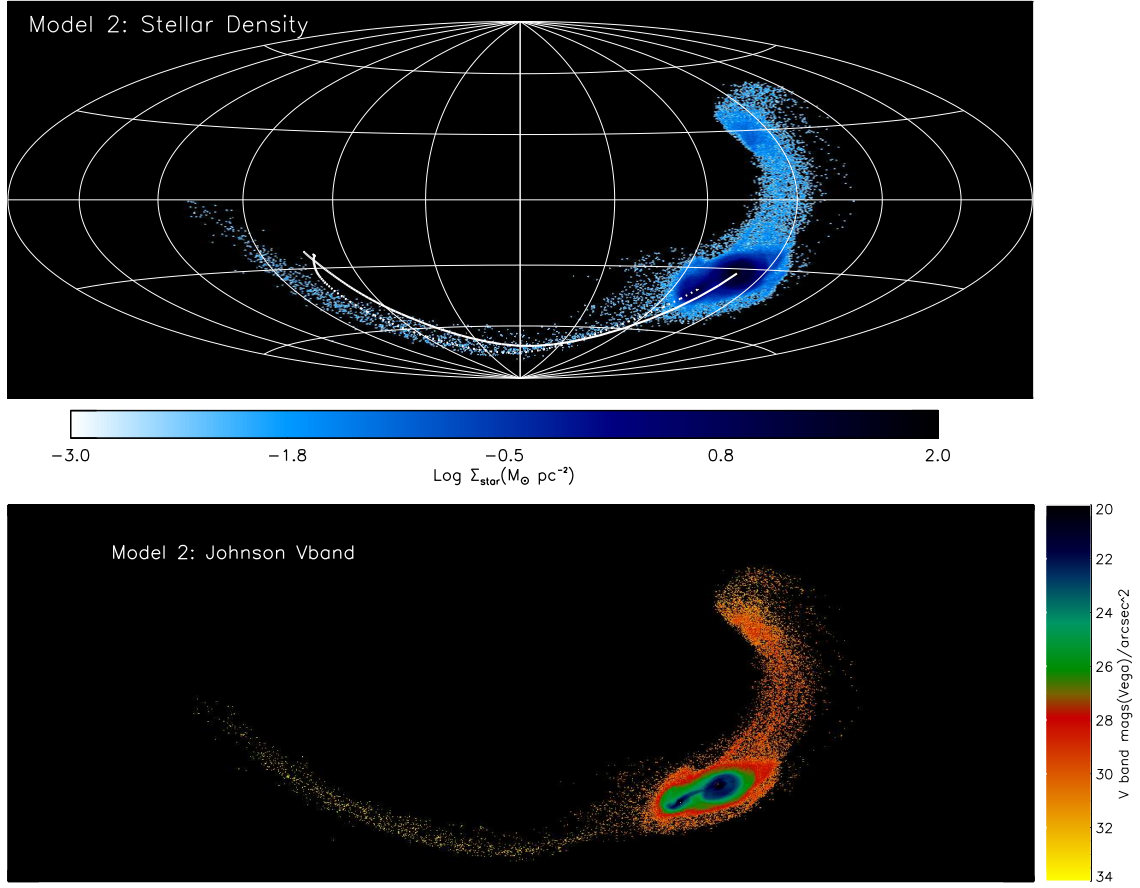 Model 2: Stellar Density
−3.0 −1.8 −0.5 0.8 2.0
Log Σstar(M⊙ pc⁻²)
Model 2: Johnson Vband
20
22
24
26
28
30
32
34
V band mags(Vega)/arcsec^2